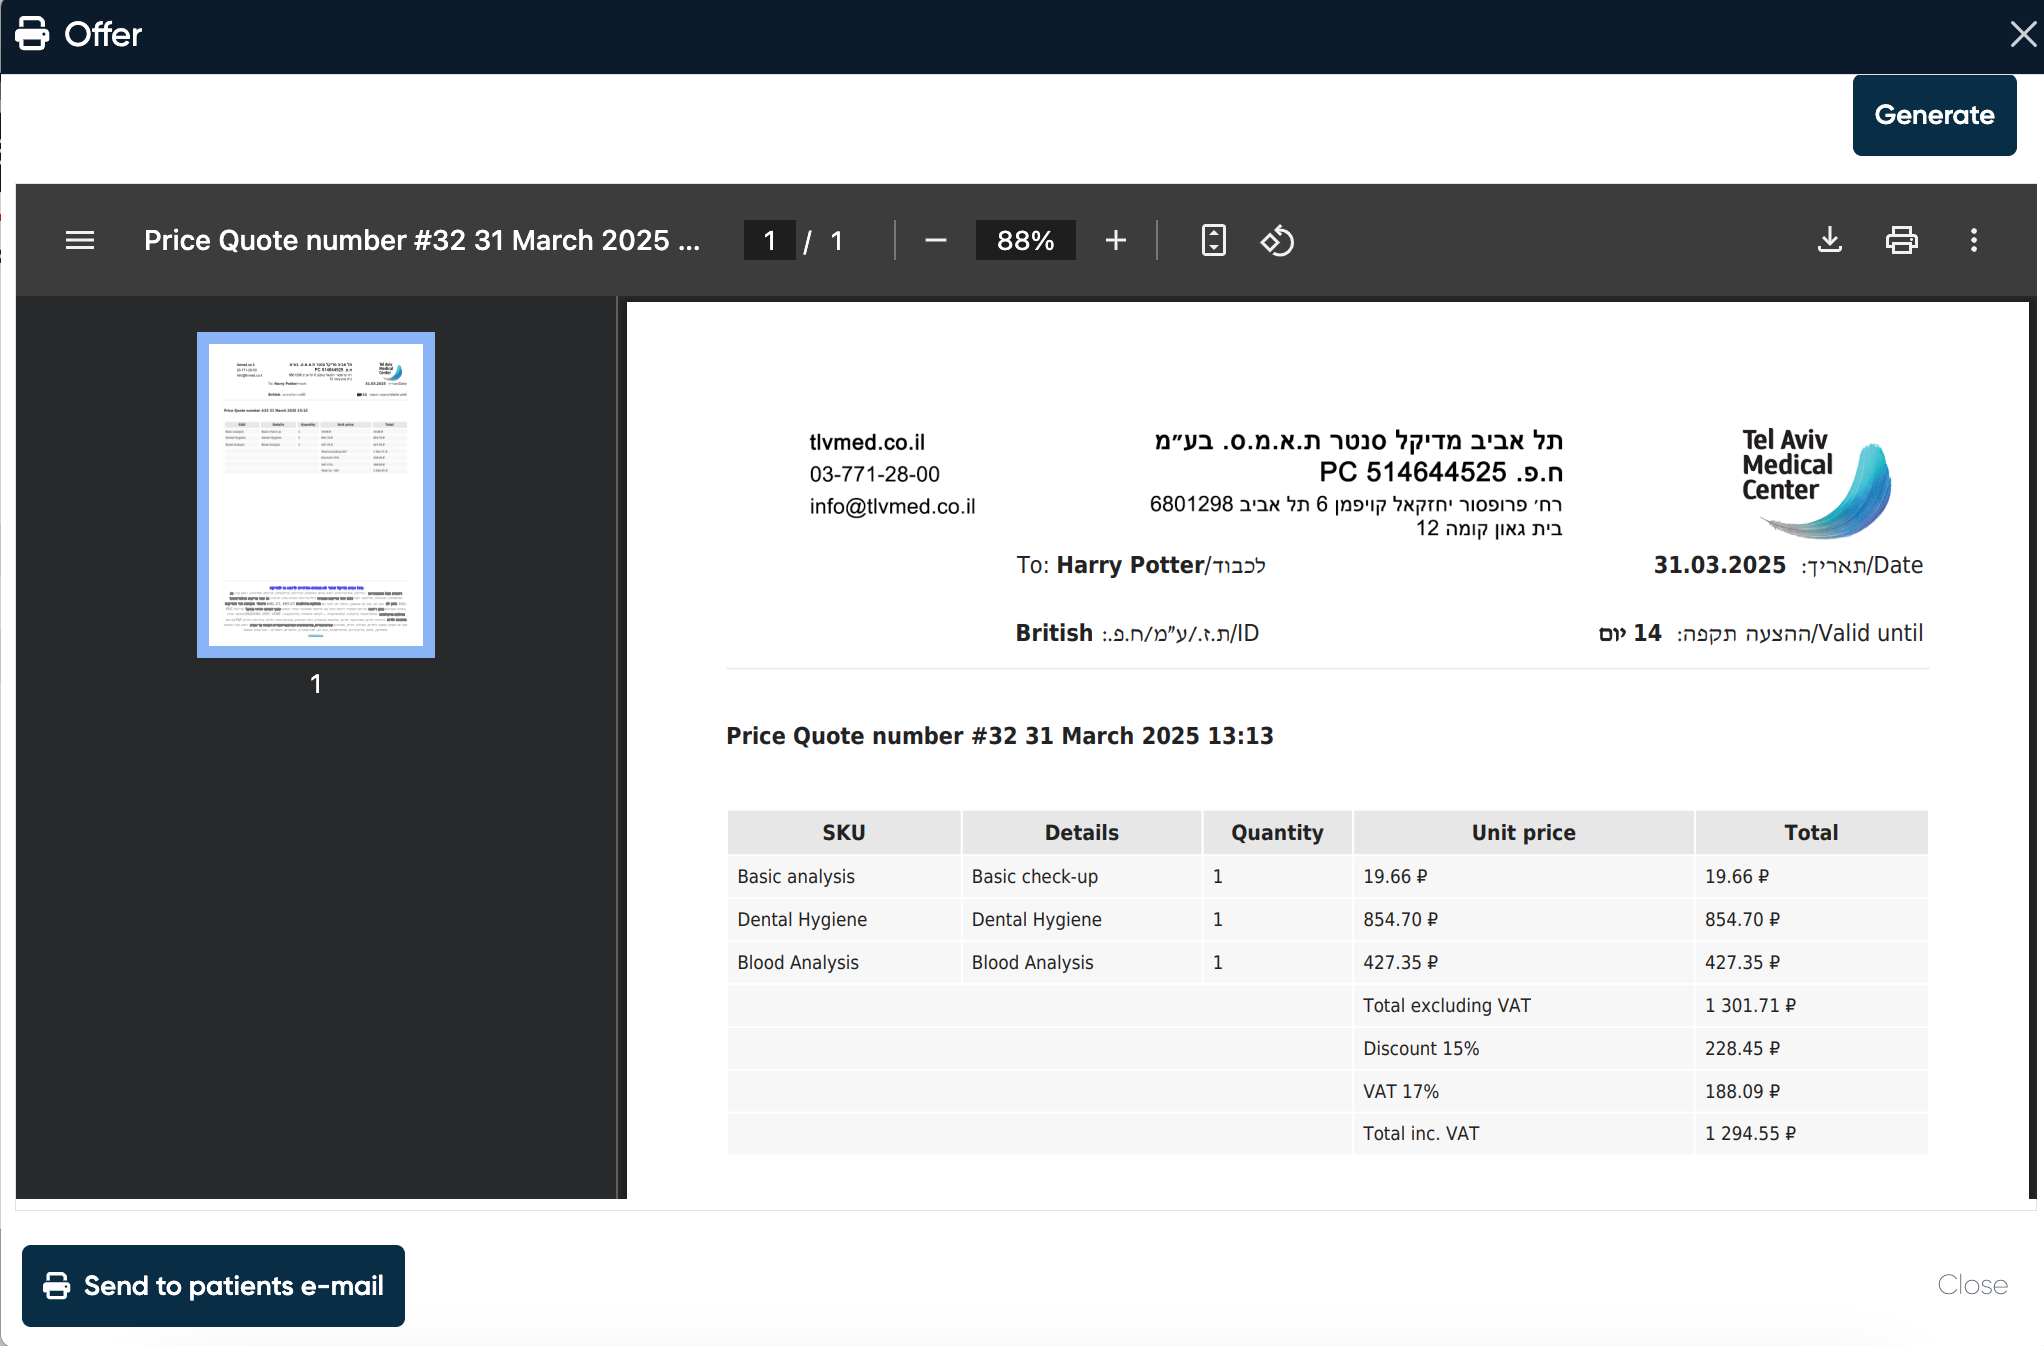 Offer
Generate
Price Quote number #32 31 March 2025 ...
1 / 1
88%
1
tlvmed.co.il
03-771-28-00
info@tlvmed.co.il
תל אביב מדיקל סנטר ת.א.מ.ס. בע״מ
ח.פ. PC 514644525
רח׳ פרופסור יחזקאל קויפמן 6 תל אביב 6801298
בית גאון קומה 12
Tel Aviv
Medical
Center
To: Harry Potter/לכבוד
31.03.2025 :תאריך/Date
British :.ת.ז./ע"מ/ח.פ/ID
14 יום :ההצעה תקפה/Valid until
Price Quote number #32 31 March 2025 13:13
SKU Details Quantity Unit price Total
Basic analysis Basic check-up 1 19.66 ₽ 19.66 ₽
Dental Hygiene Dental Hygiene 1 854.70 ₽ 854.70 ₽
Blood Analysis Blood Analysis 1 427.35 ₽ 427.35 ₽
Total excluding VAT 1 301.71 ₽
Discount 15% 228.45 ₽
VAT 17% 188.09 ₽
Total inc. VAT 1 294.55 ₽
Send to patients e-mail
Close